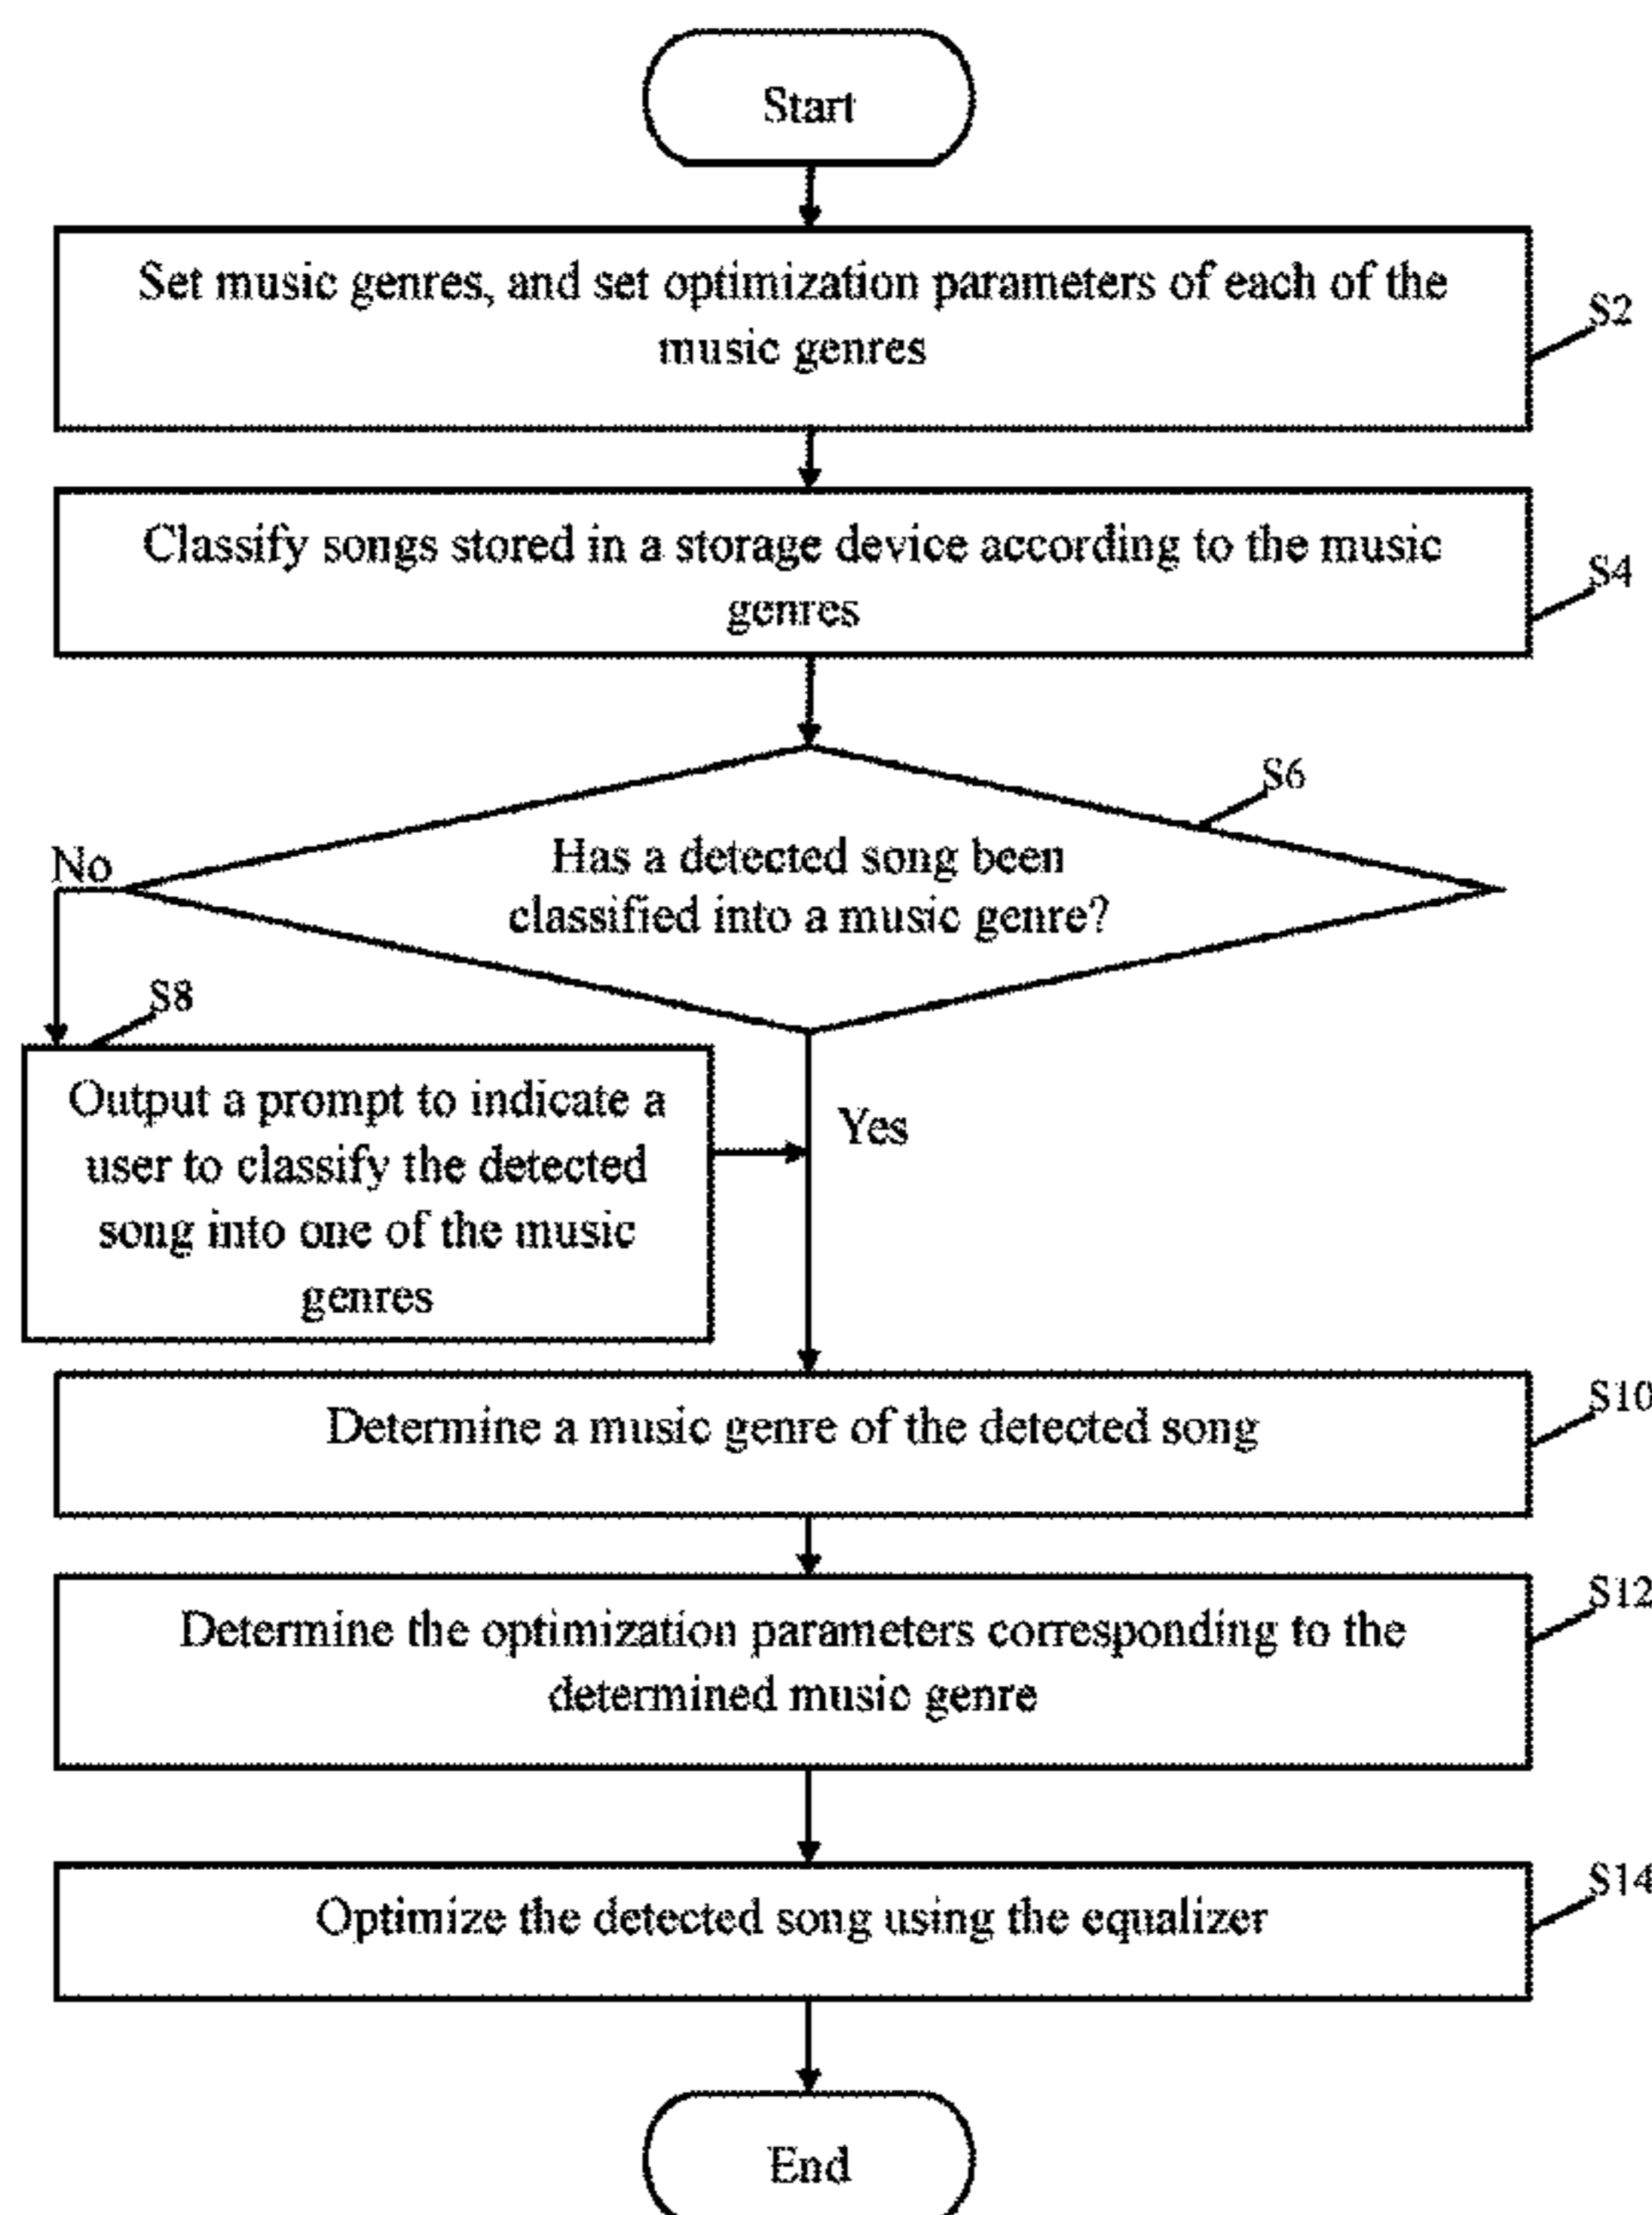 Start
Set music genres, and set optimization parameters of each of the
music genres
S2
Classify songs stored in a storage device according to the music
genres
S4
S6
Has a detected song been
classified into a music genre?
No
S8
Output a prompt to indicate a
user to classify the detected
song into one of the music
genres
Yes
Determine a music genre of the detected song
S10
Determine the optimization parameters corresponding to the
determined music genre
S12
Optimize the detected song using the equalizer
S14
End